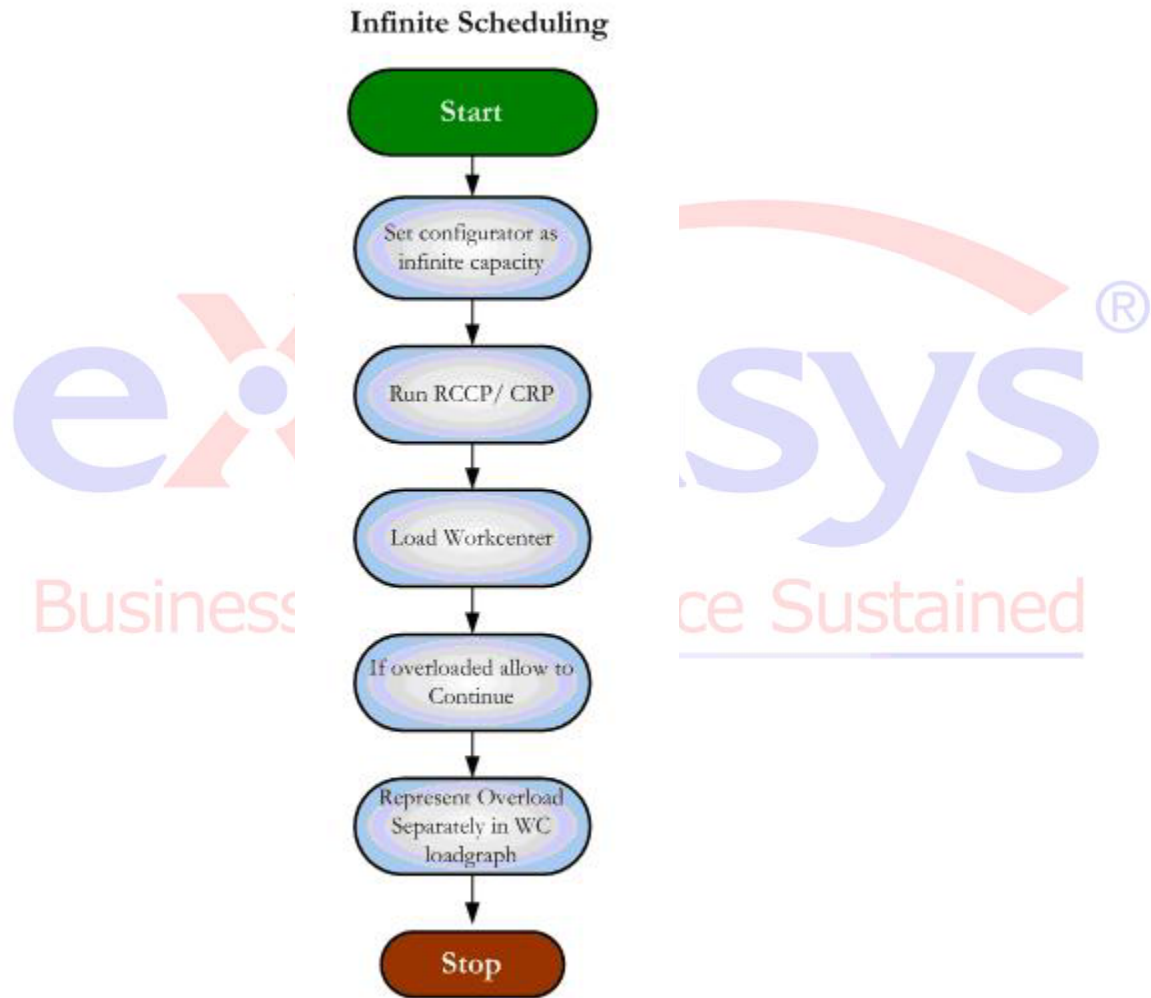 Infinite Scheduling
Start
Set configurator as
infinite capacity
Run RCCP/ CRP
Load Workcenter
If overloaded allow to
Continue
Represent Overload
Separately in WC
loadgraph
Stop
®
Business
Sustained